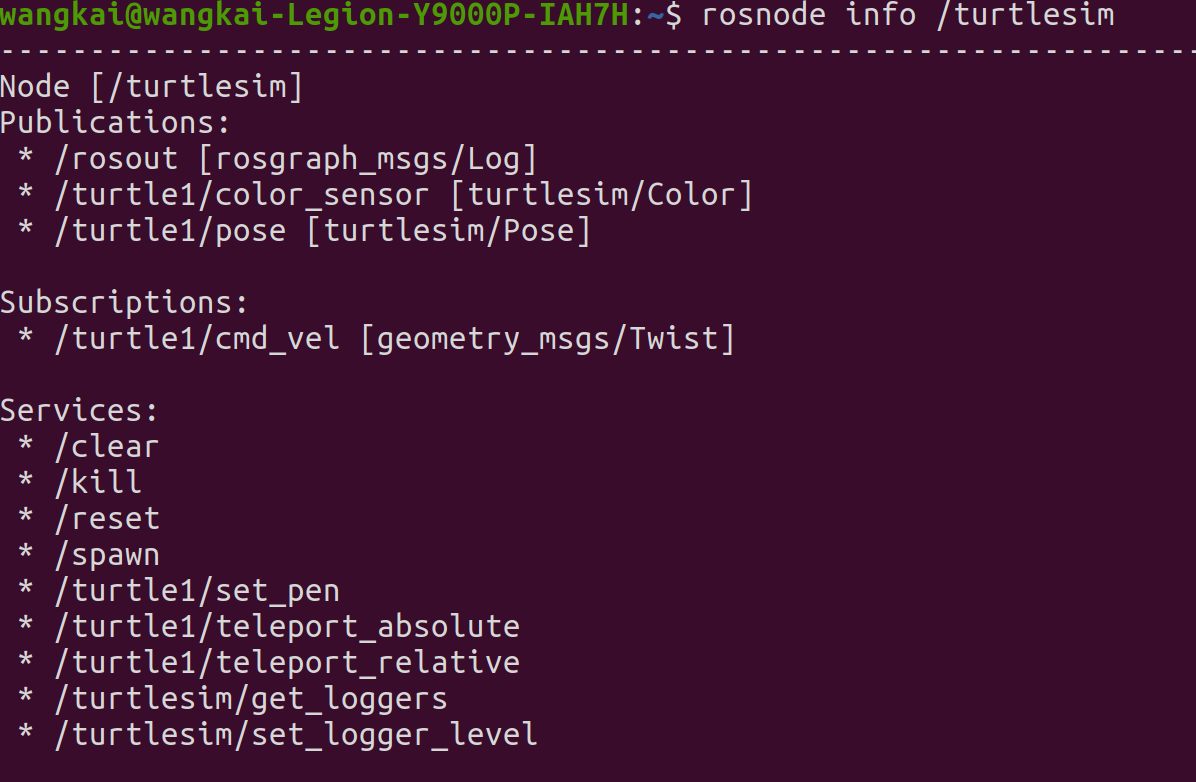 wangkai@wangkai-Legion-Y9000P-IAH7H:~$ rosnode info /turtlesim
--------------------------------------------------------------------------------
Node [/turtlesim]
Publications:
 * /rosout [rosgraph_msgs/Log]
 * /turtle1/color_sensor [turtlesim/Color]
 * /turtle1/pose [turtlesim/Pose]

Subscriptions:
 * /turtle1/cmd_vel [geometry_msgs/Twist]

Services:
 * /clear
 * /kill
 * /reset
 * /spawn
 * /turtle1/set_pen
 * /turtle1/teleport_absolute
 * /turtle1/teleport_relative
 * /turtlesim/get_loggers
 * /turtlesim/set_logger_level